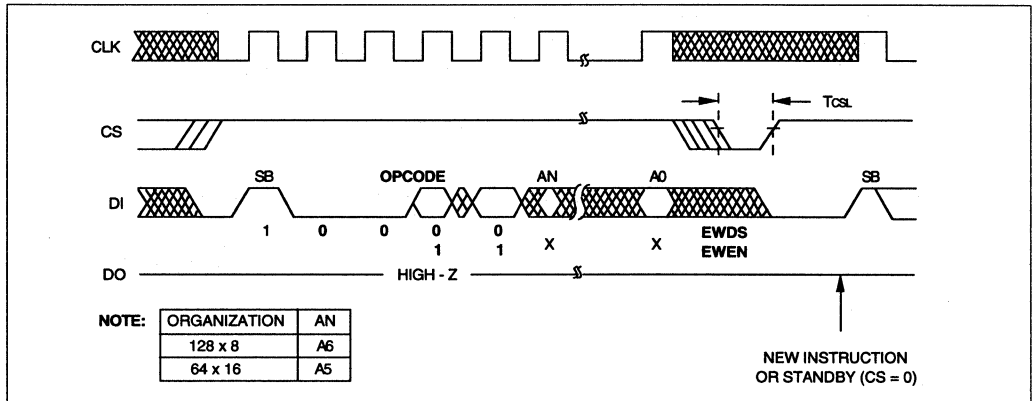 CLK
TCSL
CS
SB OPCODE AN A0 SB
DI
1 0 0 0 0 X X EWDS
1 1 EWEN
DO HIGH - Z
NOTE: ORGANIZATION AN
128 x 8 A6
64 x 16 A5
NEW INSTRUCTION
OR STANDBY (CS = 0)